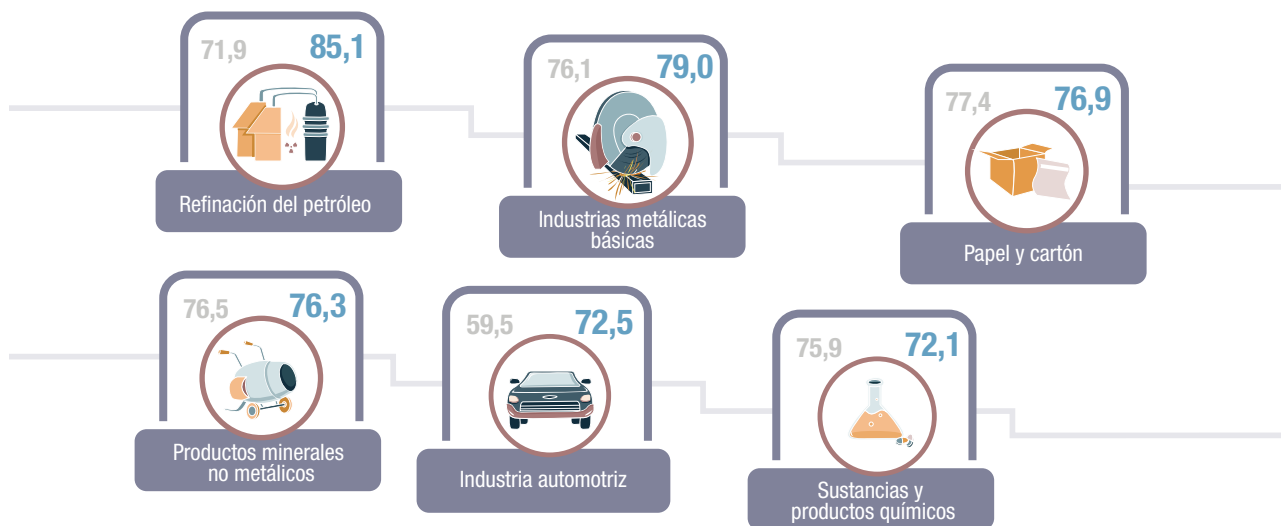 71,9 85,1
Refinación del petróleo
76,1 79,0
Industrias metálicas
básicas
77,4 76,9
Papel y cartón
76,5 76,3
Productos minerales
no metálicos
59,5 72,5
Industria automotriz
75,9 72,1
Sustancias y
productos químicos